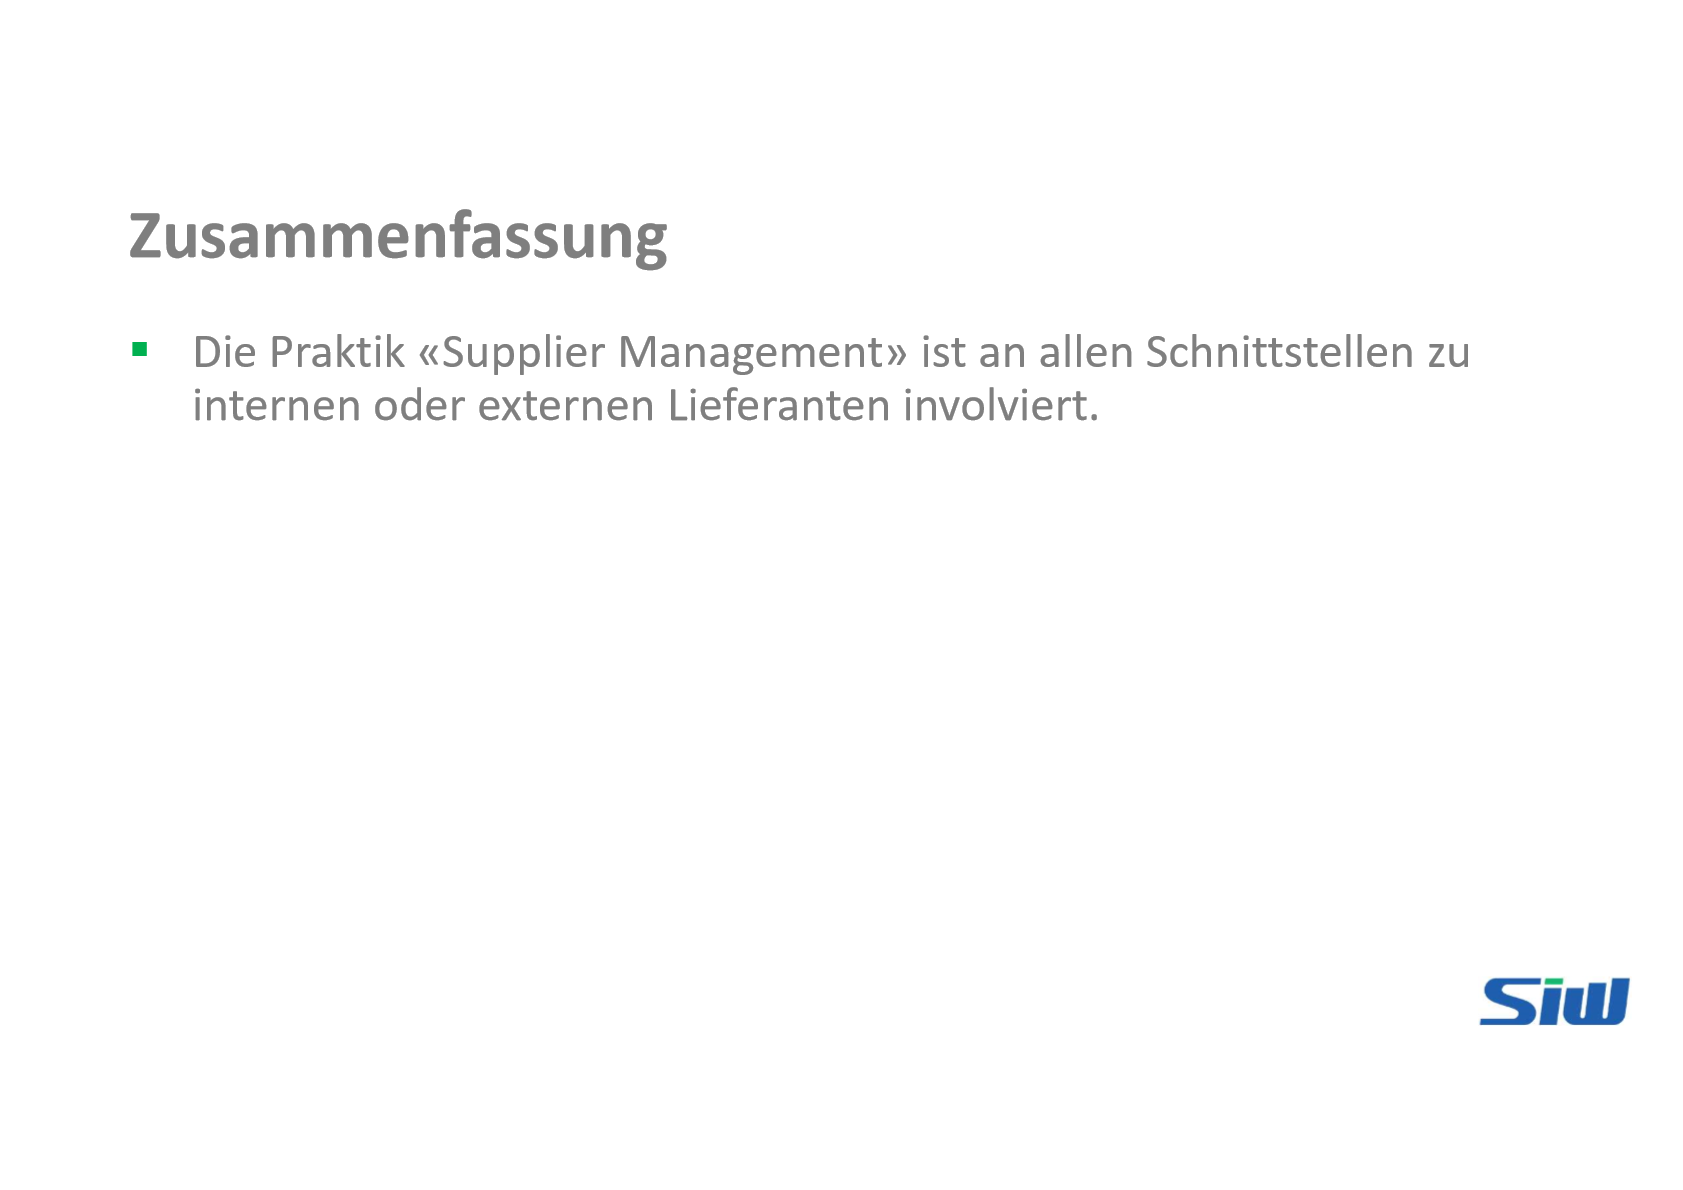 Zusammenfassung
▪ Die Praktik «Supplier Management» ist an allen Schnittstellen zu
internen oder externen Lieferanten involviert.
Siw